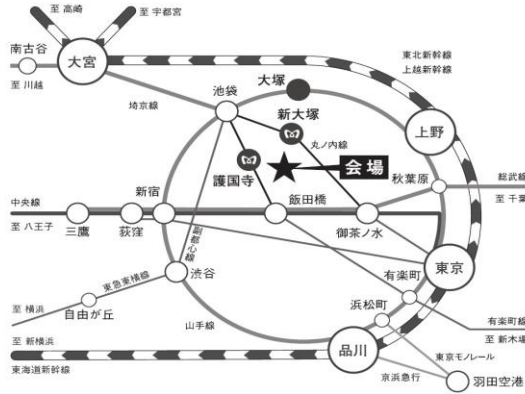 至 高崎
至 宇都宮
南古谷
大宮
至 川越
東北新幹線
上越新幹線
池袋
大塚
埼京線
新大塚
丸ノ内線
上野
護国寺
会場
秋葉原
総武線
至 千葉
中央線
至 八王子
新宿
飯田橋
三鷹
荻窪
御茶ノ水
副都心線
東急東横線
渋谷
有楽町
東京
至 横浜
自由が丘
浜松町
山手線
有楽町線
至 新木場
至 新横浜
品川
東京モノレール
東海道新幹線
京浜急行
羽田空港